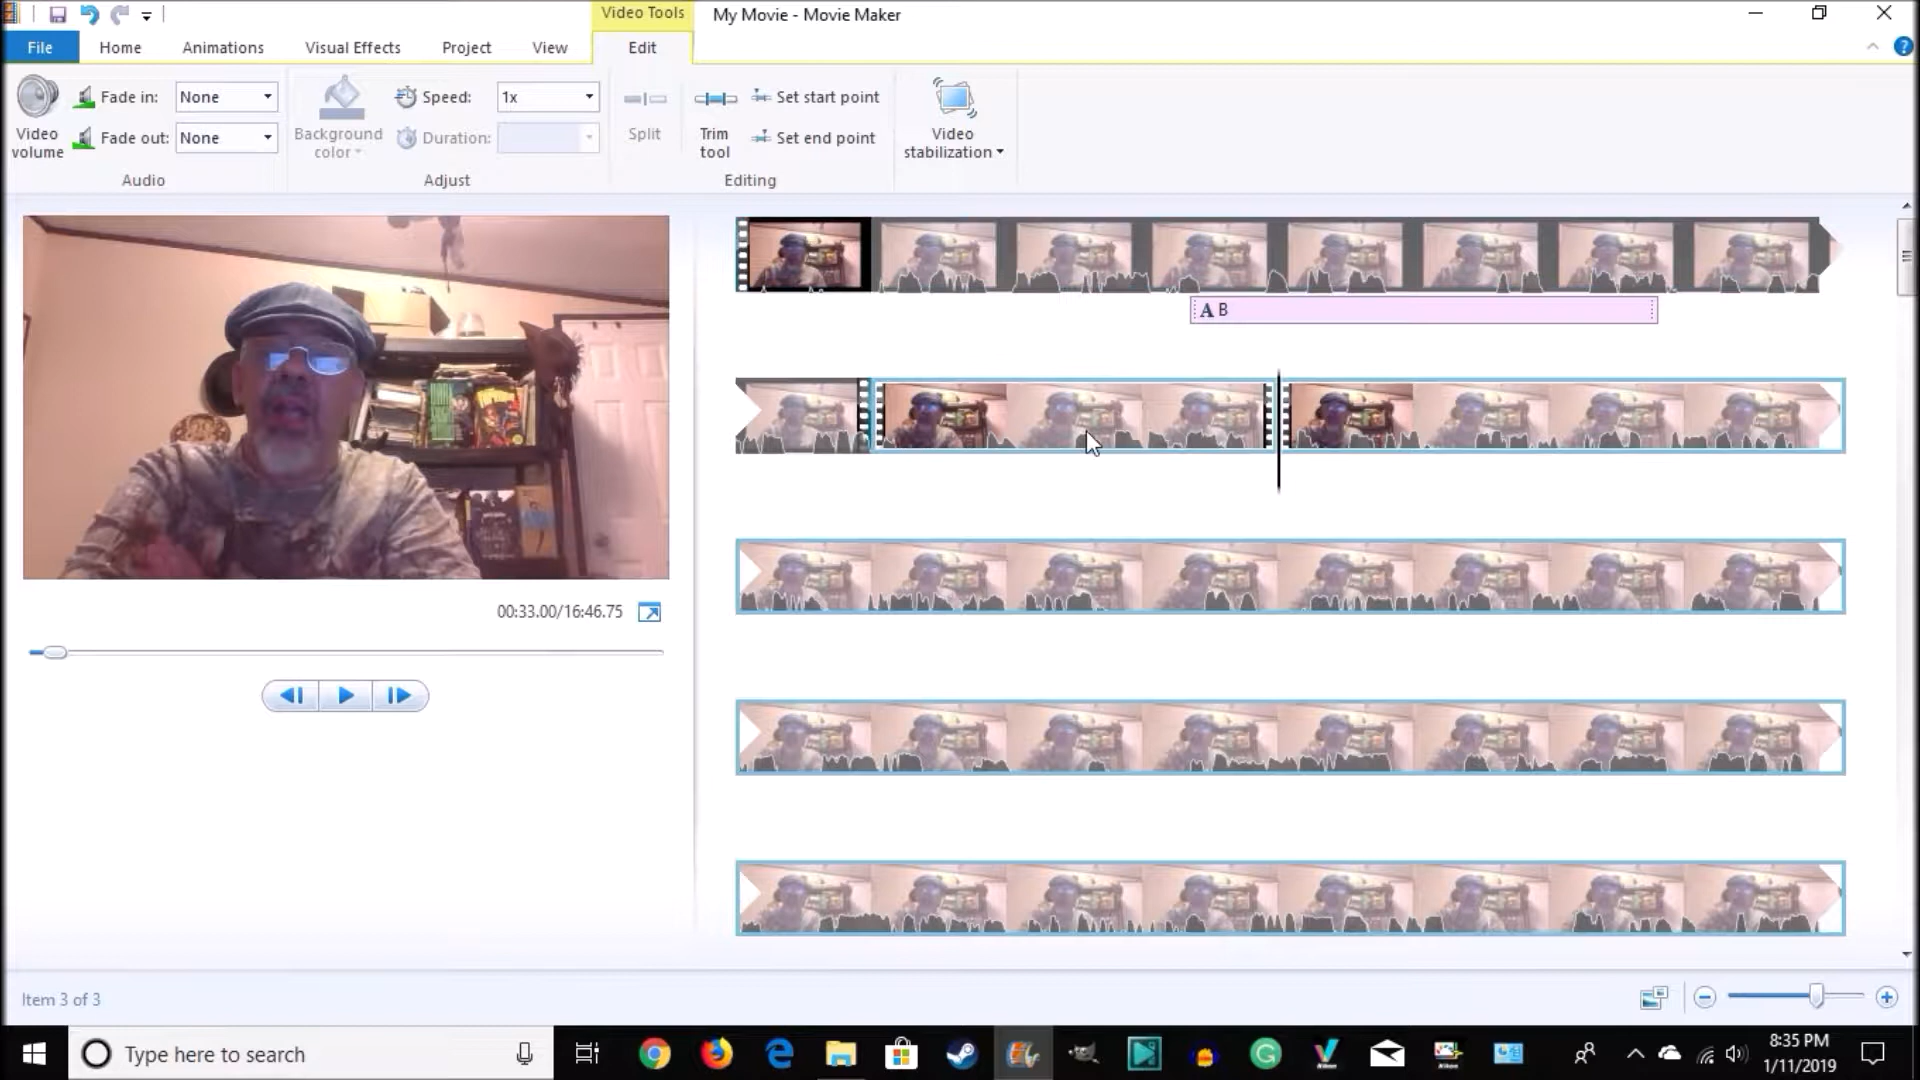 Video Tools
My Movie - Movie Maker
File
Home
Animations
Visual Effects
Project
View
Edit
Video
volume
Fade in:
None
Fade out:
None
Audio
Background
color
Speed:
1x
Duration:
Adjust
Split
Trim
tool
Set start point
Set end point
Editing
Video
stabilization
A B
00:33.00/16:46.75
Item 3 of 3
Type here to search
8:35 PM
1/11/2019